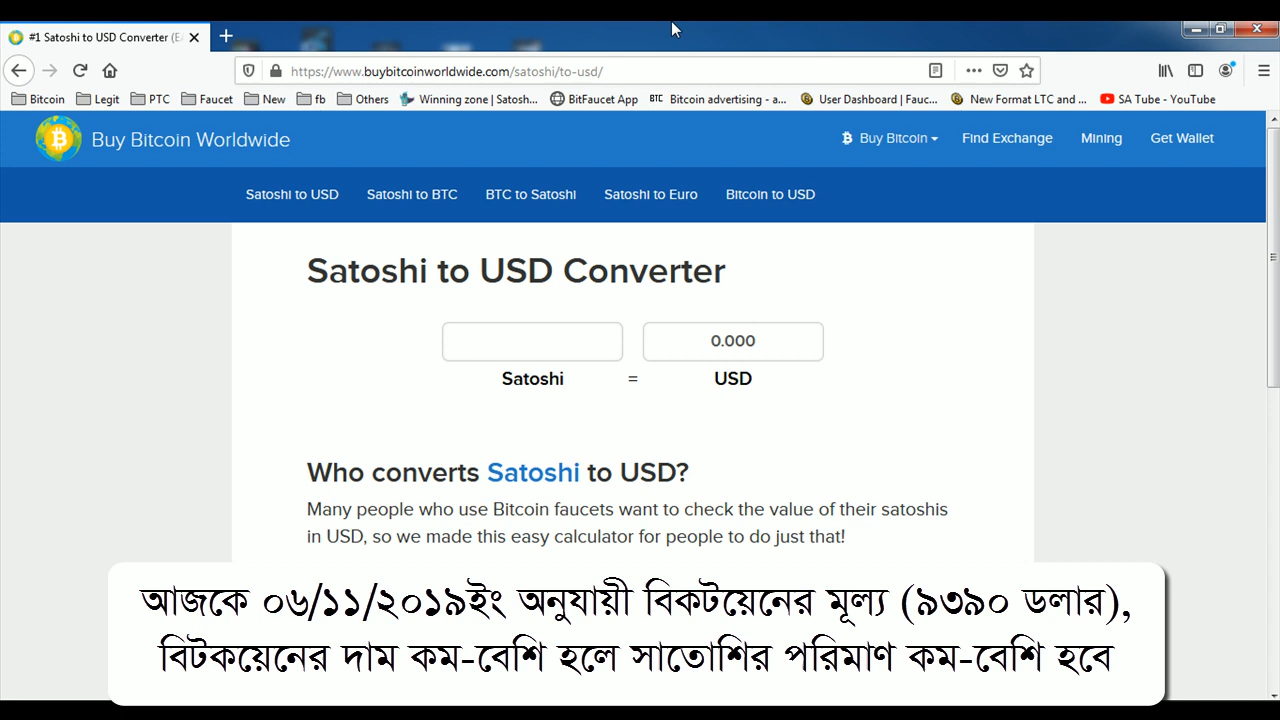 #1 Satoshi to USD Converter (EA
https://www.buybitcoinworldwide.com/satoshi/to-usd/
Bitcoin Legit PTC Faucet New fb Others Winning zone | Satosh... BitFaucet App BTC Bitcoin advertising - a... User Dashboard | Fauc... New Format LTC and ... SA Tube - YouTube
Buy Bitcoin Worldwide Buy Bitcoin Find Exchange Mining Get Wallet
Satoshi to USD Satoshi to BTC BTC to Satoshi Satoshi to Euro Bitcoin to USD
Satoshi to USD Converter
0.000
Satoshi = USD
Who converts Satoshi to USD?
Many people who use Bitcoin faucets want to check the value of their satoshis
in USD, so we made this easy calculator for people to do just that!
আজকে ০৬/১১/২০১৯ইং অনুযায়ী বিকটয়েনের মূল্য (৯৩৯০ ডলার),
বিটকয়েনের দাম কম-বেশি হলে সাতোশির পরিমাণ কম-বেশি হবে